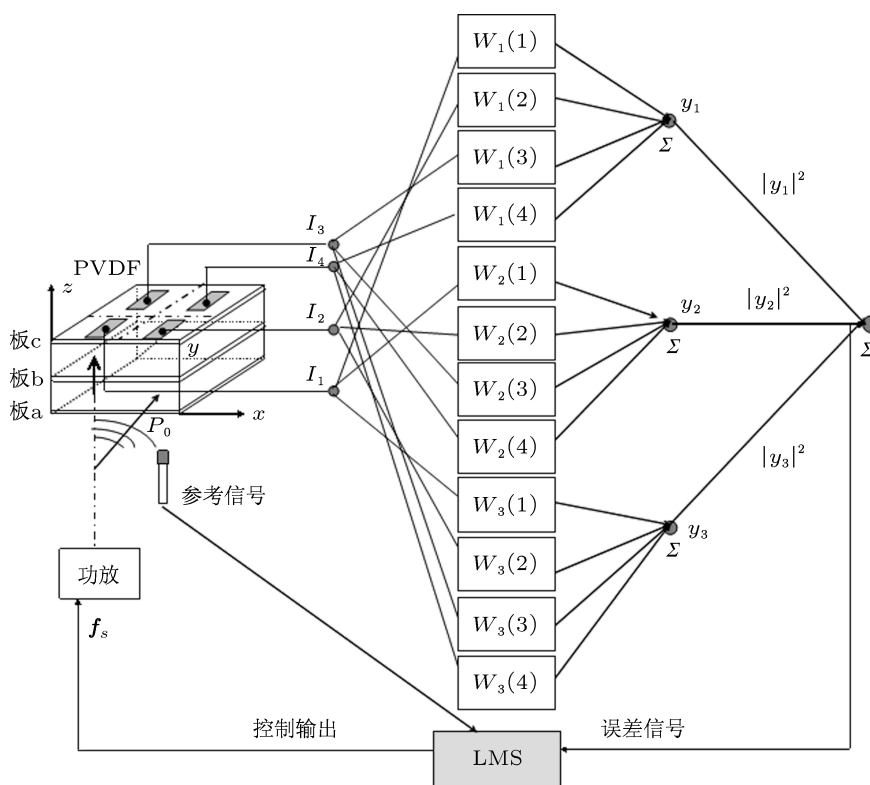 W₁(1)
W₁(2)
W₁(3)
W₁(4)
W₂(1)
W₂(2)
W₂(3)
W₂(4)
W₃(1)
W₃(2)
W₃(3)
W₃(4)
y₁
Σ
|y₁|²
y₂
Σ
|y₂|²
Σ
y₃
Σ
|y₃|²
I₃
I₄
I₂
I₁
PVDF
z
y
x
板c
板b
板a
P₀
参考信号
功放
fₛ
控制输出
误差信号
LMS